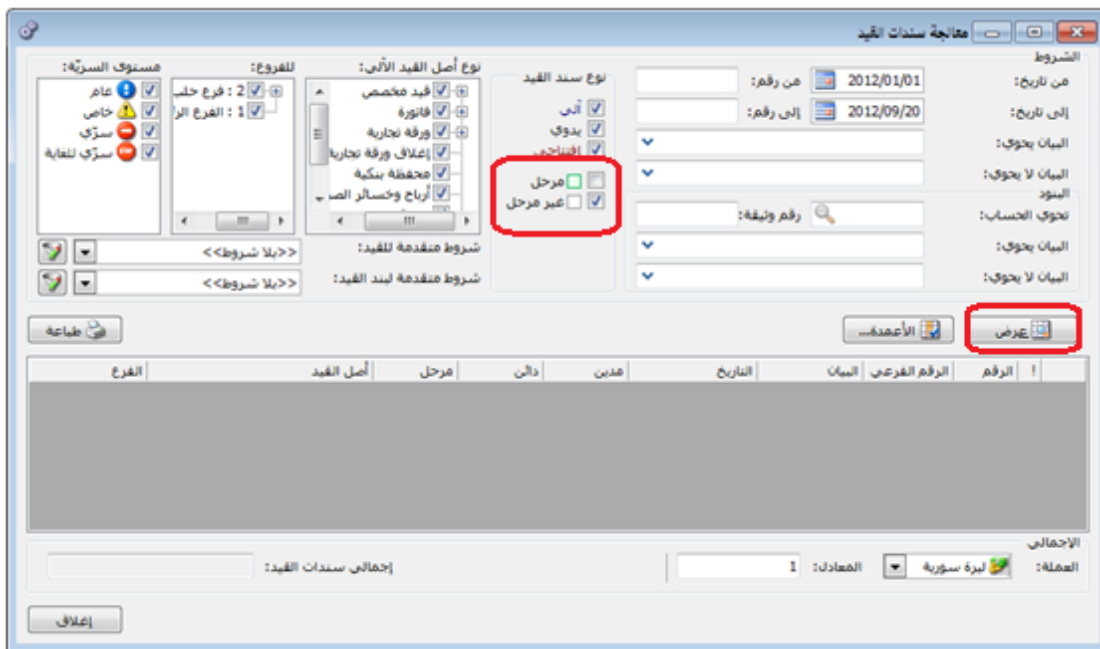 معالجة سندات القيد
الشروط
من تاريخ: 2012/01/01 من رقم:
إلى تاريخ: 2012/09/20 إلى رقم:
البيان يحوي:
البيان لا يحوي:
البنود
تحوي الحساب: رقم وثيقة:
البيان يحوي:
البيان لا يحوي:
نوع سند القيد
آلي
يدوي
إفتتاحي
مرحل
غير مرحل
نوع أصل القيد الآلي:
قيد مخصص
فاتورة
ورقة تجارية
إغلاق ورقة تجارية
محفظة بنكية
أرباح وخسائر الصـ
للفروع:
2 : فرع حلب
1 : الفرع الر
مستوى السريّة:
عام
خاص
سرّي
سرّي للغاية
شروط متقدمة للقيد: <<بلا شروط>>
شروط متقدمة لبند القيد: <<بلا شروط>>
عرض الأعمدة... طباعة
! الرقم الرقم الفرعي البيان التاريخ مدين دائن مرحل أصل القيد الفرع
الإجمالي
العملة: ليرة سورية المعادل: 1 إجمالي سندات القيد:
إغلاق